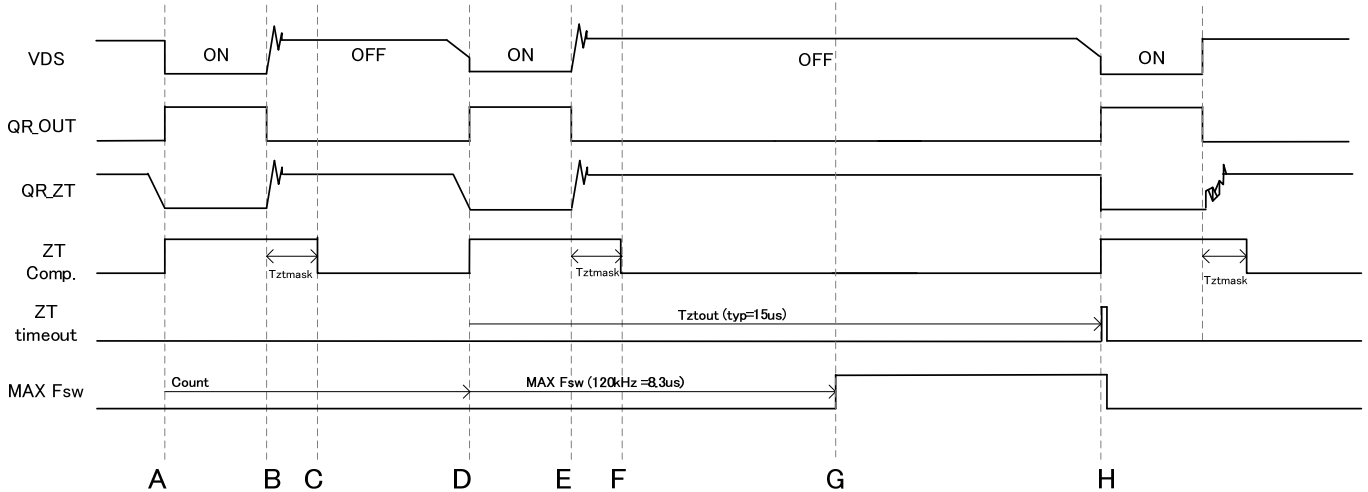 VDS
ON
OFF
ON
OFF
ON
QR_OUT
QR_ZT
ZT
Comp.
Tztmask
Tztmask
Tztmask
ZT
timeout
Tztout (typ=15us)
MAX Fsw
Count
MAX Fsw (120kHz =8.3us)
A
B
C
D
E
F
G
H